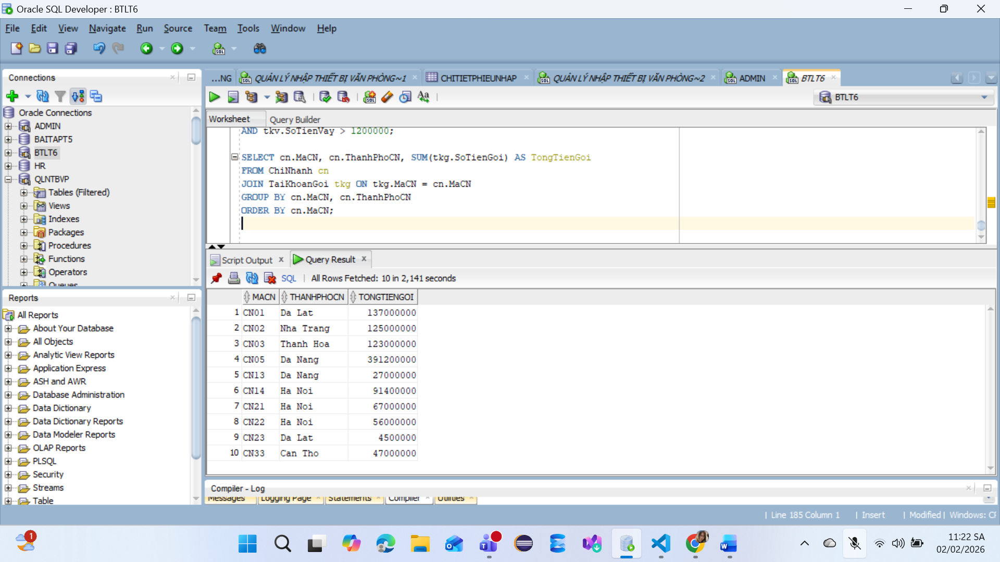 Oracle SQL Developer : BTLT6
File Edit View Navigate Run Source Team Tools Window Help
Connections
Oracle Connections
ADMIN
BAITAPT5
BTLT6
HR
QLNTBVP
Tables (Filtered)
Views
Indexes
Packages
Procedures
Functions
Operators
Queues
Reports
All Reports
About Your Database
All Objects
Analytic View Reports
Application Express
ASH and AWR
Database Administration
Data Dictionary
Data Dictionary Reports
Data Modeler Reports
OLAP Reports
PLSQL
Security
Streams
Table
...NG QUẢN LÝ NHẬP THIẾT BỊ VĂN PHÒNG~1 CHITIETPHIEUNHAP QUẢN LÝ NHẬP THIẾT BỊ VĂN PHÒNG~2 ADMIN BTLT6
BTLT6
Worksheet Query Builder
AND tkv.SoTienVay > 1200000;
SELECT cn.MaCN, cn.ThanhPhoCN, SUM(tkg.SoTienGoi) AS TongTienGoi
FROM ChiNhanh cn
JOIN TaiKhoanGoi tkg ON tkg.MaCN = cn.MaCN
GROUP BY cn.MaCN, cn.ThanhPhoCN
ORDER BY cn.MaCN;
Script Output Query Result
SQL All Rows Fetched: 10 in 2,141 seconds
MACN THANHPHOCN TONGTIENGOI
1 CN01 Da Lat 137000000
2 CN02 Nha Trang 125000000
3 CN03 Thanh Hoa 123000000
4 CN05 Da Nang 391200000
5 CN13 Da Nang 27000000
6 CN14 Ha Noi 91400000
7 CN21 Ha Noi 67000000
8 CN22 Ha Noi 56000000
9 CN23 Da Lat 4500000
10 CN33 Can Tho 47000000
Compiler - Log
Messages Logging Page Statements Compiler Utilities
Line 185 Column 1 | Insert | Modified | Windows: CF
1
11:22 SA
02/02/2026